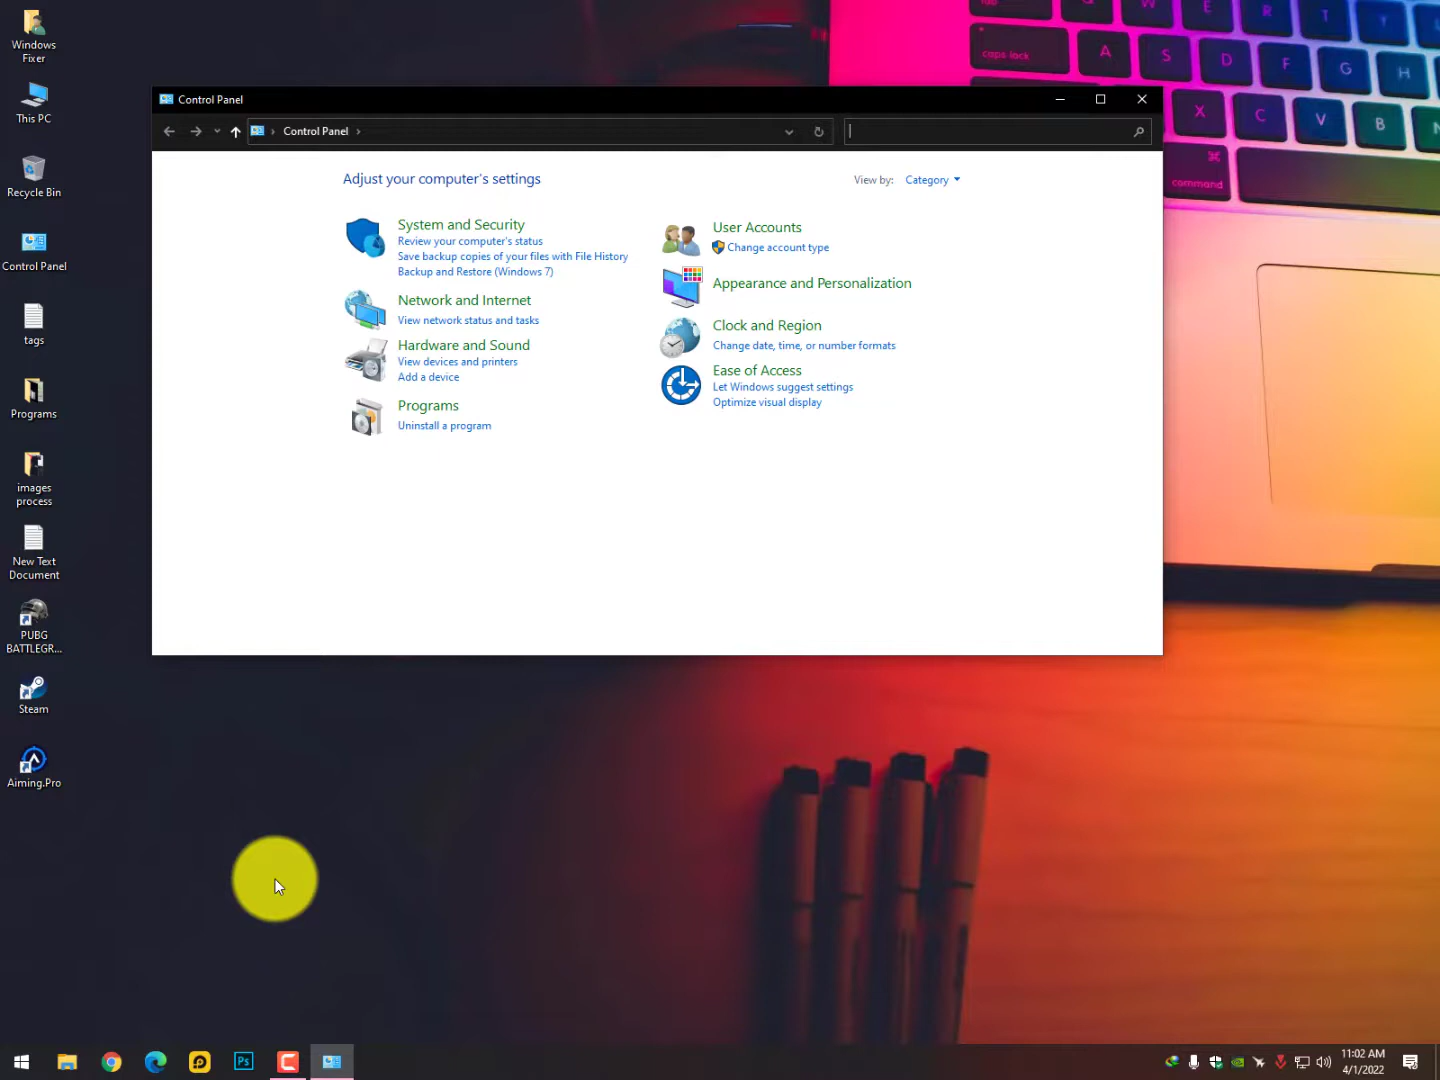 Windows
Fixer
This PC
Recycle Bin
Control Panel
tags
Programs
images
process
New Text
Document
PUBG
BATTLEGR...
Steam
Aiming.Pro
Control Panel
Control Panel
Adjust your computer's settings
View by: Category
System and Security
Review your computer's status
Save backup copies of your files with File History
Backup and Restore (Windows 7)
Network and Internet
View network status and tasks
Hardware and Sound
View devices and printers
Add a device
Programs
Uninstall a program
User Accounts
Change account type
Appearance and Personalization
Clock and Region
Change date, time, or number formats
Ease of Access
Let Windows suggest settings
Optimize visual display
E R T
caps lock A S D F G H
X C V B
command
Ps
11:02 AM
4/1/2022